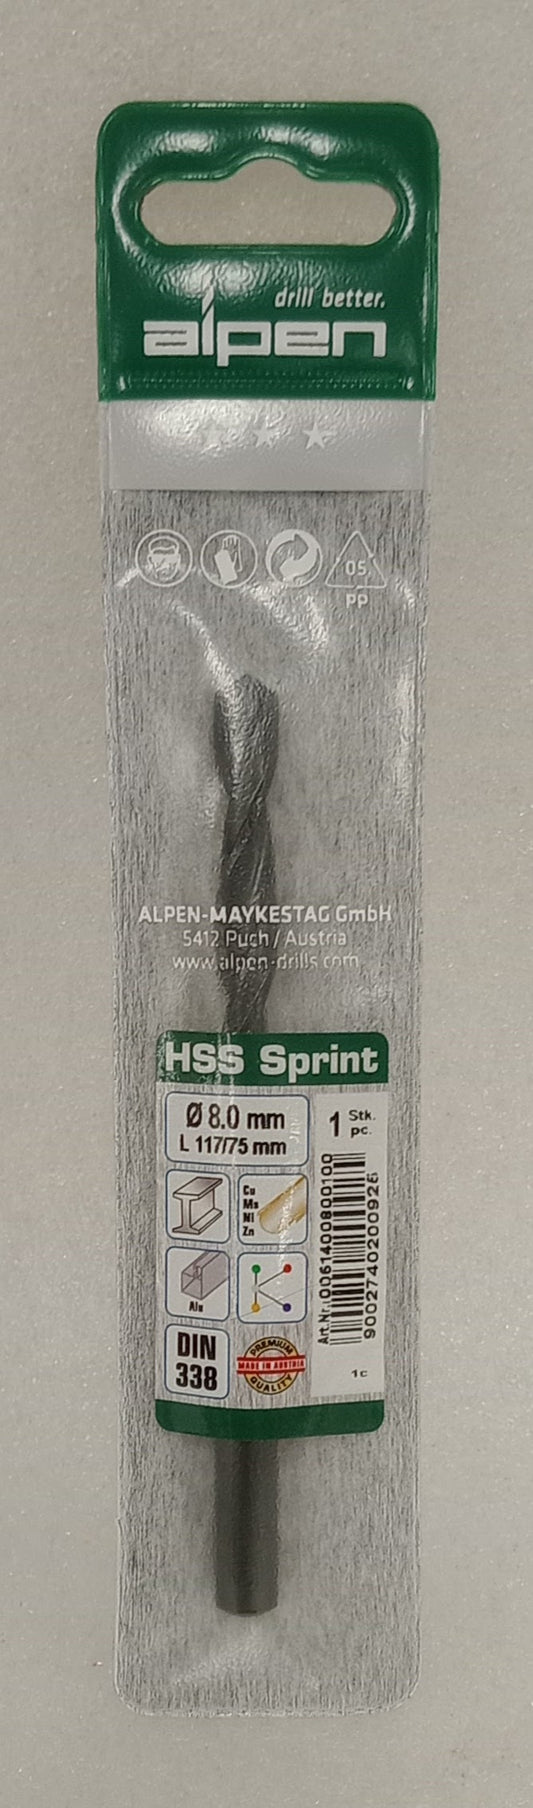 drill better.
alpen
05
PP
ALPEN-MAYKESTAG GmbH
5412 Puch / Austria
www.alpen-drills.com
HSS Sprint
Ø 8.0 mm
L 117/75 mm
1 Stk.
pc.
Cu
Ms
Ni
Zn
Alu
DIN
338
PREMIUM
MADE IN AUSTRIA
QUALITY
Art.Nr.: 0061400800100
9002740200926
1c